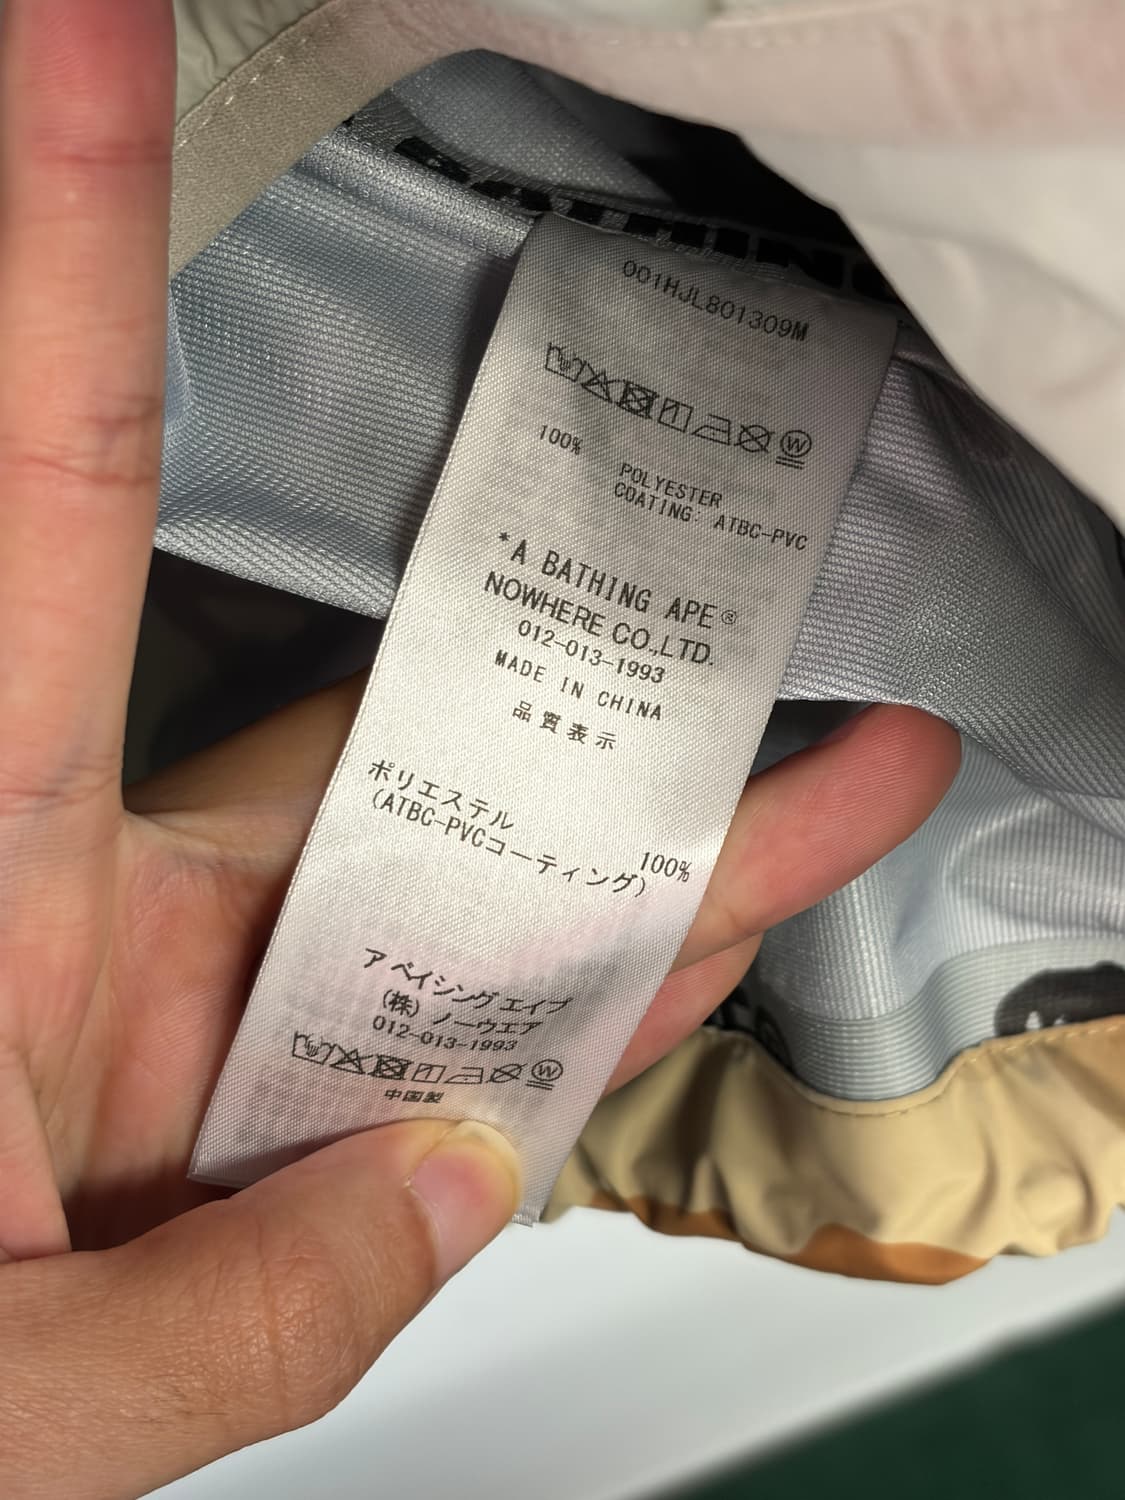 BATHING
001HJL801309M
W
100% POLYESTER
COATING: ATBC-PVC
*A BATHING APE®
NOWHERE CO.,LTD.
012-013-1993
MADE IN CHINA
品質表示
ポリエステル 100%
(ATBC-PVCコーティング)
ア ベイシング エイプ
(株) ノーウエア
012-013-1993
W
中国製